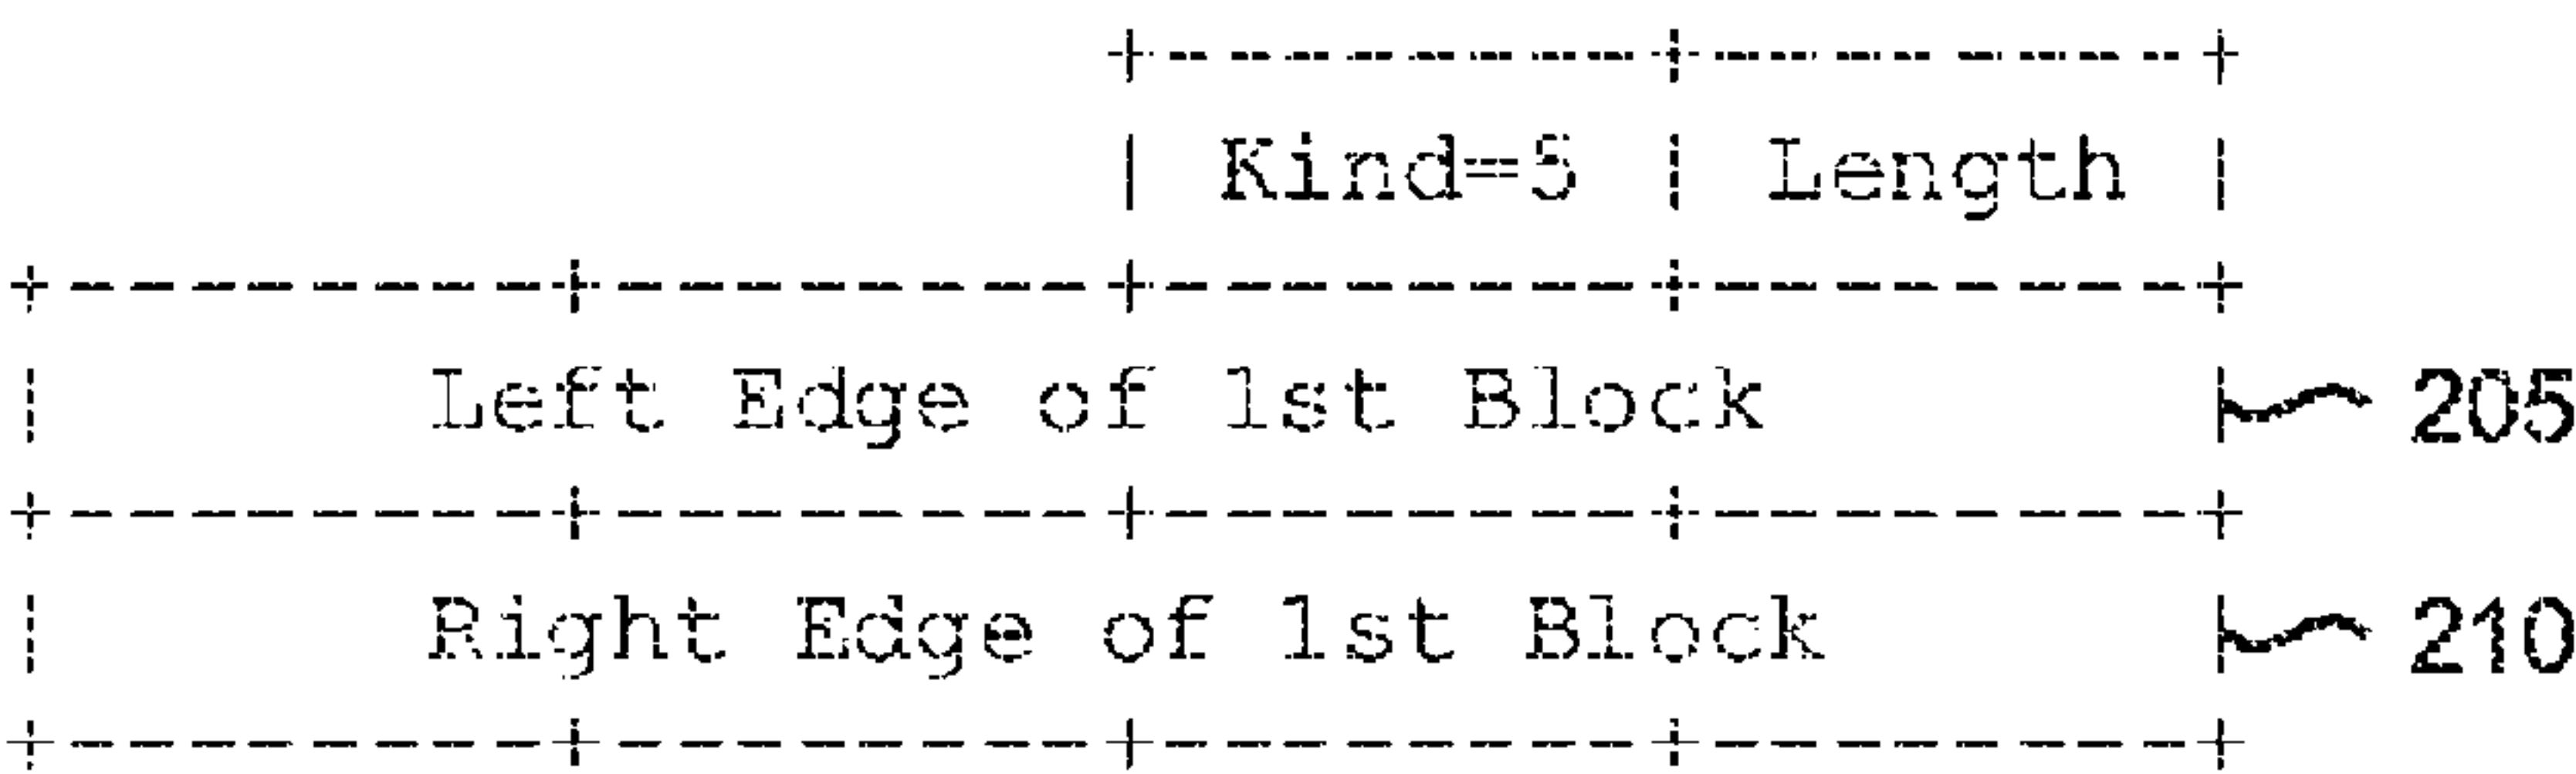 Kind=5 Length
Left Edge of 1st Block 205
Right Edge of 1st Block 210